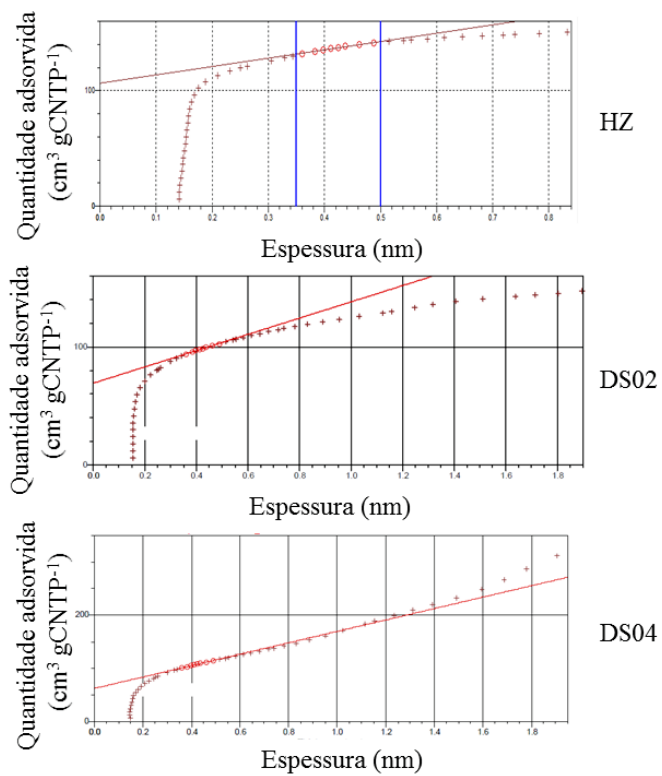 Quantidade adsorvida
(cm³ gCNTP⁻¹)
100
0
0.0 0.1 0.2 0.3 0.4 0.5 0.6 0.7 0.8
Espessura (nm)
HZ
Quantidade adsorvida
(cm³ gCNTP⁻¹)
100
0
0.0 0.2 0.4 0.6 0.8 1.0 1.2 1.4 1.6 1.8
Espessura (nm)
DS02
Quantidade adsorvida
(cm³ gCNTP⁻¹)
200
0
0.0 0.2 0.4 0.6 0.8 1.0 1.2 1.4 1.6 1.8
Espessura (nm)
DS04